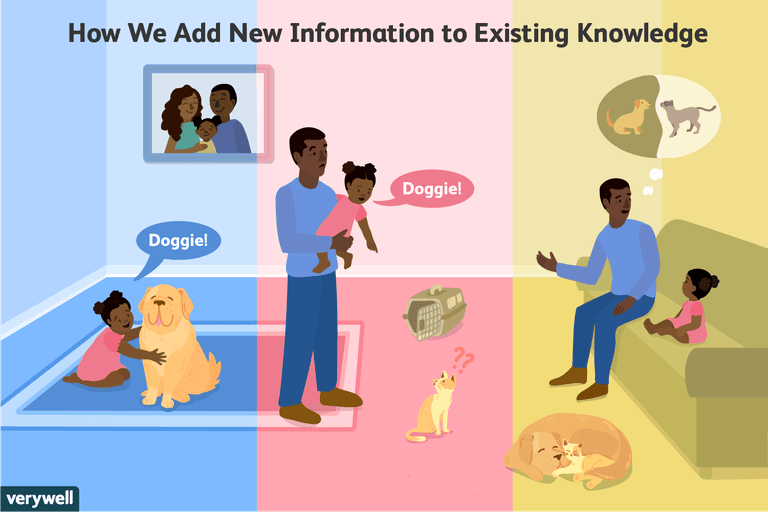 How We Add New Information to Existing Knowledge
Doggie!
Doggie!
??
verywell